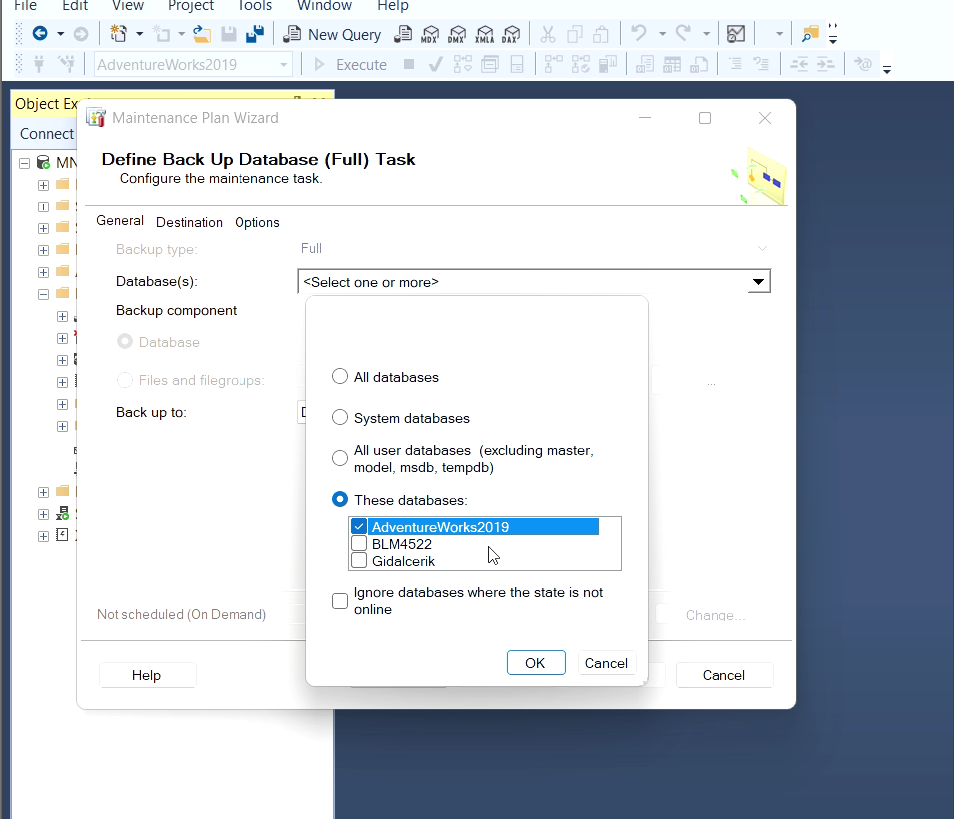 File Edit View Project Tools Window Help
New Query MDX DMX XMLA DAX
AdventureWorks2019 Execute
Object Ex
Connect
MN
Maintenance Plan Wizard
Define Back Up Database (Full) Task
Configure the maintenance task.
General Destination Options
Backup type: Full
Database(s): <Select one or more>
Backup component
Database
Files and filegroups: ...
Back up to:
All databases
System databases
All user databases (excluding master,
model, msdb, tempdb)
These databases:
AdventureWorks2019
BLM4522
Gidalcerik
Ignore databases where the state is not
online
Not scheduled (On Demand) Change...
OK Cancel
Help Cancel